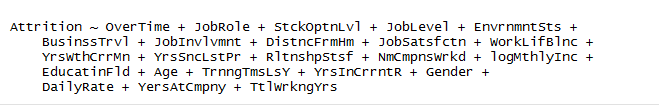 Attrition ~ OverTime + JobRole + StckOptnLvl + JobLevel + EnvrnmntSts +
BusinssTrvl + JobInvlvmnt + DistncFrmHm + JobSatsfctn + WorkLifBlnc +
YrsWthCrrMn + YrsSncLstPr + RltnshpStsf + NmCmpnsWrkd + logMthlyInc +
EducatinFld + Age + TrnngTmsLsY + YrsInCrrntR + Gender +
DailyRate + YersAtCmpny + TtlWrkngYrs